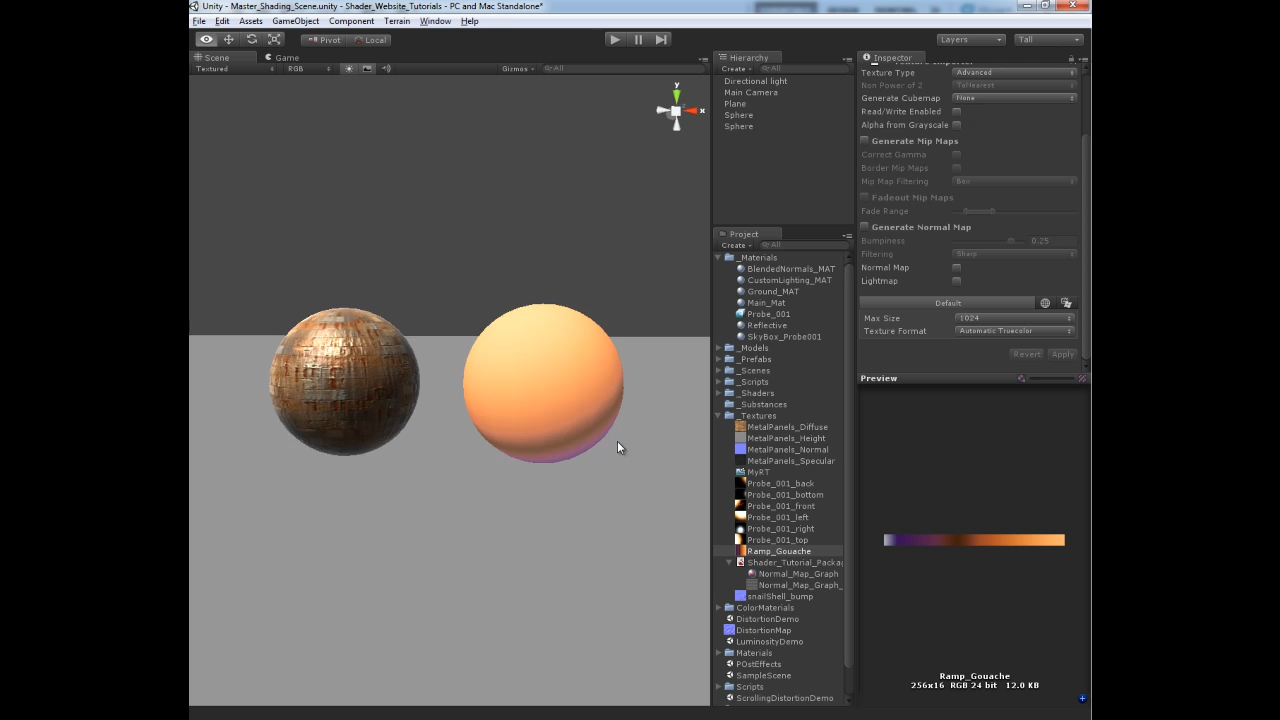 Unity - Master_Shading_Scene.unity - Shader_Website_Tutorials - PC and Mac Standalone*
File Edit Assets GameObject Component Terrain Window Help
Pivot Local Layers Tall
Scene Game
Textured RGB Gizmos All
y
x
Hierarchy
Create All
Directional light
Main Camera
Plane
Sphere
Sphere
Project
Create All
_Materials
BlendedNormals_MAT
CustomLighting_MAT
Ground_MAT
Main_Mat
Probe_001
Reflective
SkyBox_Probe001
_Models
_Prefabs
_Scenes
_Scripts
_Shaders
_Substances
_Textures
MetalPanels_Diffuse
MetalPanels_Height
MetalPanels_Normal
MetalPanels_Specular
MyRT
Probe_001_back
Probe_001_bottom
Probe_001_front
Probe_001_left
Probe_001_right
Probe_001_top
Ramp_Gouache
Shader_Tutorial_Packa
Normal_Map_Graph
Normal_Map_Graph_
snailShell_bump
ColorMaterials
DistortionDemo
DistortionMap
LuminosityDemo
Materials
POstEffects
SampleScene
Scripts
ScrollingDistortionDemo
Inspector
Texture Type Advanced
Non Power of 2 ToNearest
Generate Cubemap None
Read/Write Enabled
Alpha from Grayscale
Generate Mip Maps
Correct Gamma
Border Mip Maps
Mip Map Filtering Box
Fadeout Mip Maps
Fade Range
Generate Normal Map
Bumpiness 0.25
Filtering Sharp
Normal Map
Lightmap
Default
Max Size 1024
Texture Format Automatic Truecolor
Revert Apply
Preview
Ramp_Gouache
256x16 RGB 24 bit 12.0 KB